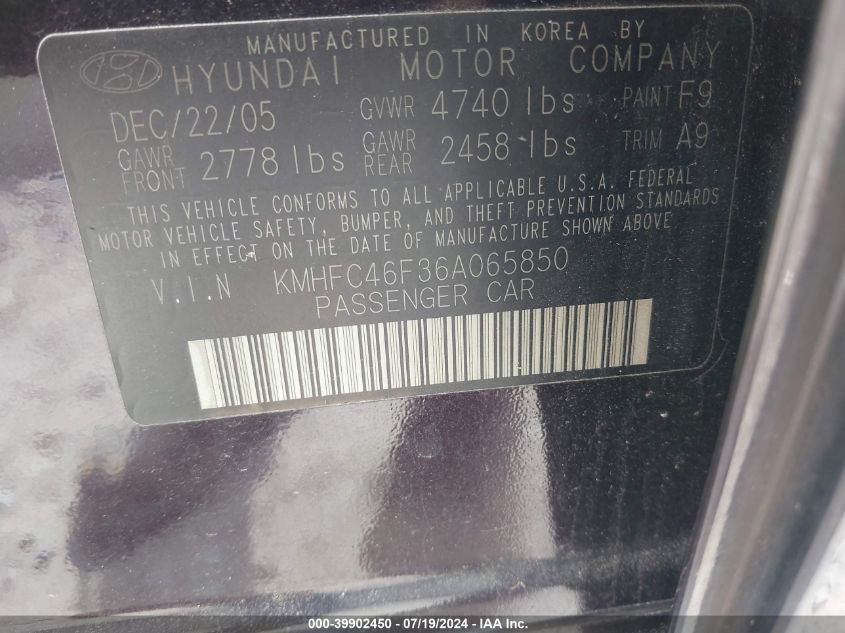 MANUFACTURED IN KOREA BY
HYUNDAI MOTOR COMPANY
DEC/22/05 GVWR 4740 lbs PAINT F9
GAWR FRONT 2778 lbs GAWR REAR 2458 lbs TRIM A9
THIS VEHICLE CONFORMS TO ALL APPLICABLE U.S.A. FEDERAL
MOTOR VEHICLE SAFETY, BUMPER, AND THEFT PREVENTION STANDARDS
IN EFFECT ON THE DATE OF MANUFACTURE SHOWN ABOVE
V.I.N KMHFC46F36A065850
PASSENGER CAR
000-39902450 - 07/19/2024 - IAA Inc.